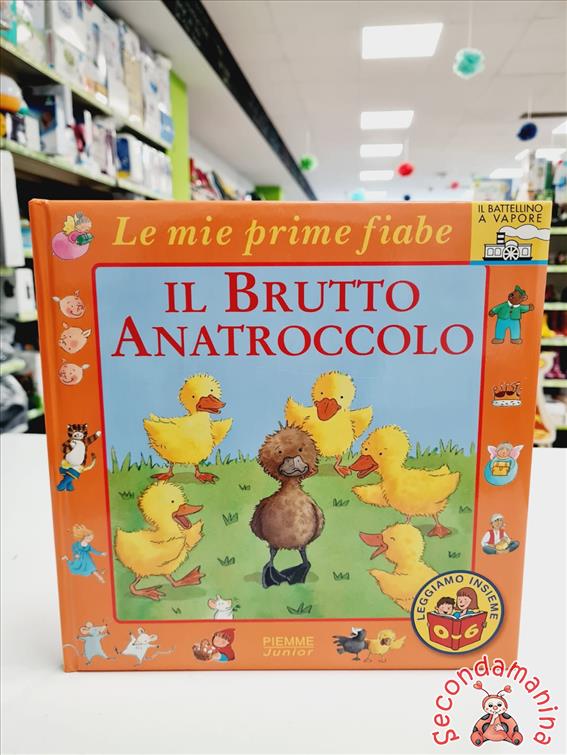 Le mie prime fiabe
IL BATTELLINO
A VAPORE
IL BRUTTO
ANATROCCOLO
LEGGIAMO INSIEME
0-6
PIEMME
Junior
Secondamanina